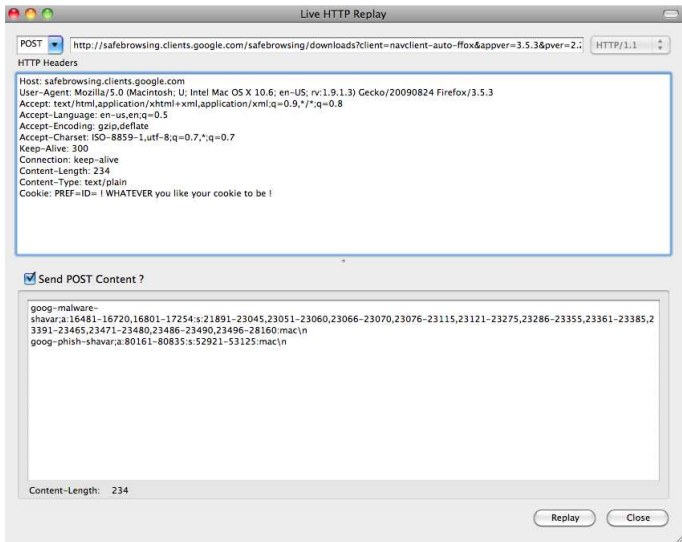 Live HTTP Replay
POST http://safebrowsing.clients.google.com/safebrowsing/downloads?client=navclient-auto-ffox&appver=3.5.3&pver=2.2 HTTP/1.1
HTTP Headers
Host: safebrowsing.clients.google.com
User-Agent: Mozilla/5.0 (Macintosh; U; Intel Mac OS X 10.6; en-US; rv:1.9.1.3) Gecko/20090824 Firefox/3.5.3
Accept: text/html,application/xhtml+xml,application/xml;q=0.9,*/*;q=0.8
Accept-Language: en-us,en;q=0.5
Accept-Encoding: gzip,deflate
Accept-Charset: ISO-8859-1,utf-8;q=0.7,*;q=0.7
Keep-Alive: 300
Connection: keep-alive
Content-Length: 234
Content-Type: text/plain
Cookie: PREF=ID= ! WHATEVER you like your cookie to be !
Send POST Content ?
goog-malware-
shavar;a:16481-16720,16801-17254:s:21891-23045,23051-23060,23066-23070,23076-23115,23121-23275,23286-23355,23361-23385,2
3391-23465,23471-23480,23486-23490,23496-28160:mac\n
goog-phish-shavar;a:80161-80835:s:52921-53125:mac\n
Content-Length: 234
Replay Close